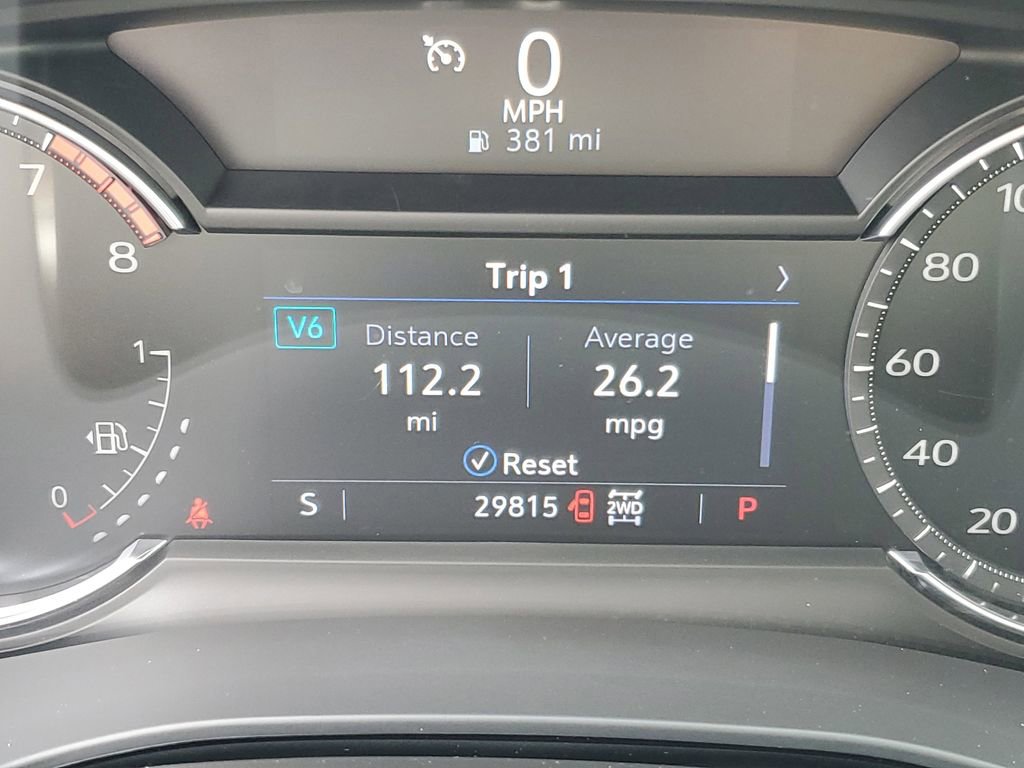 0
MPH
381 mi
7
8
Trip 1
V6
Distance
Average
112.2
26.2
mi
mpg
Reset
1
0
S
29815
2WD
P
80
60
40
20